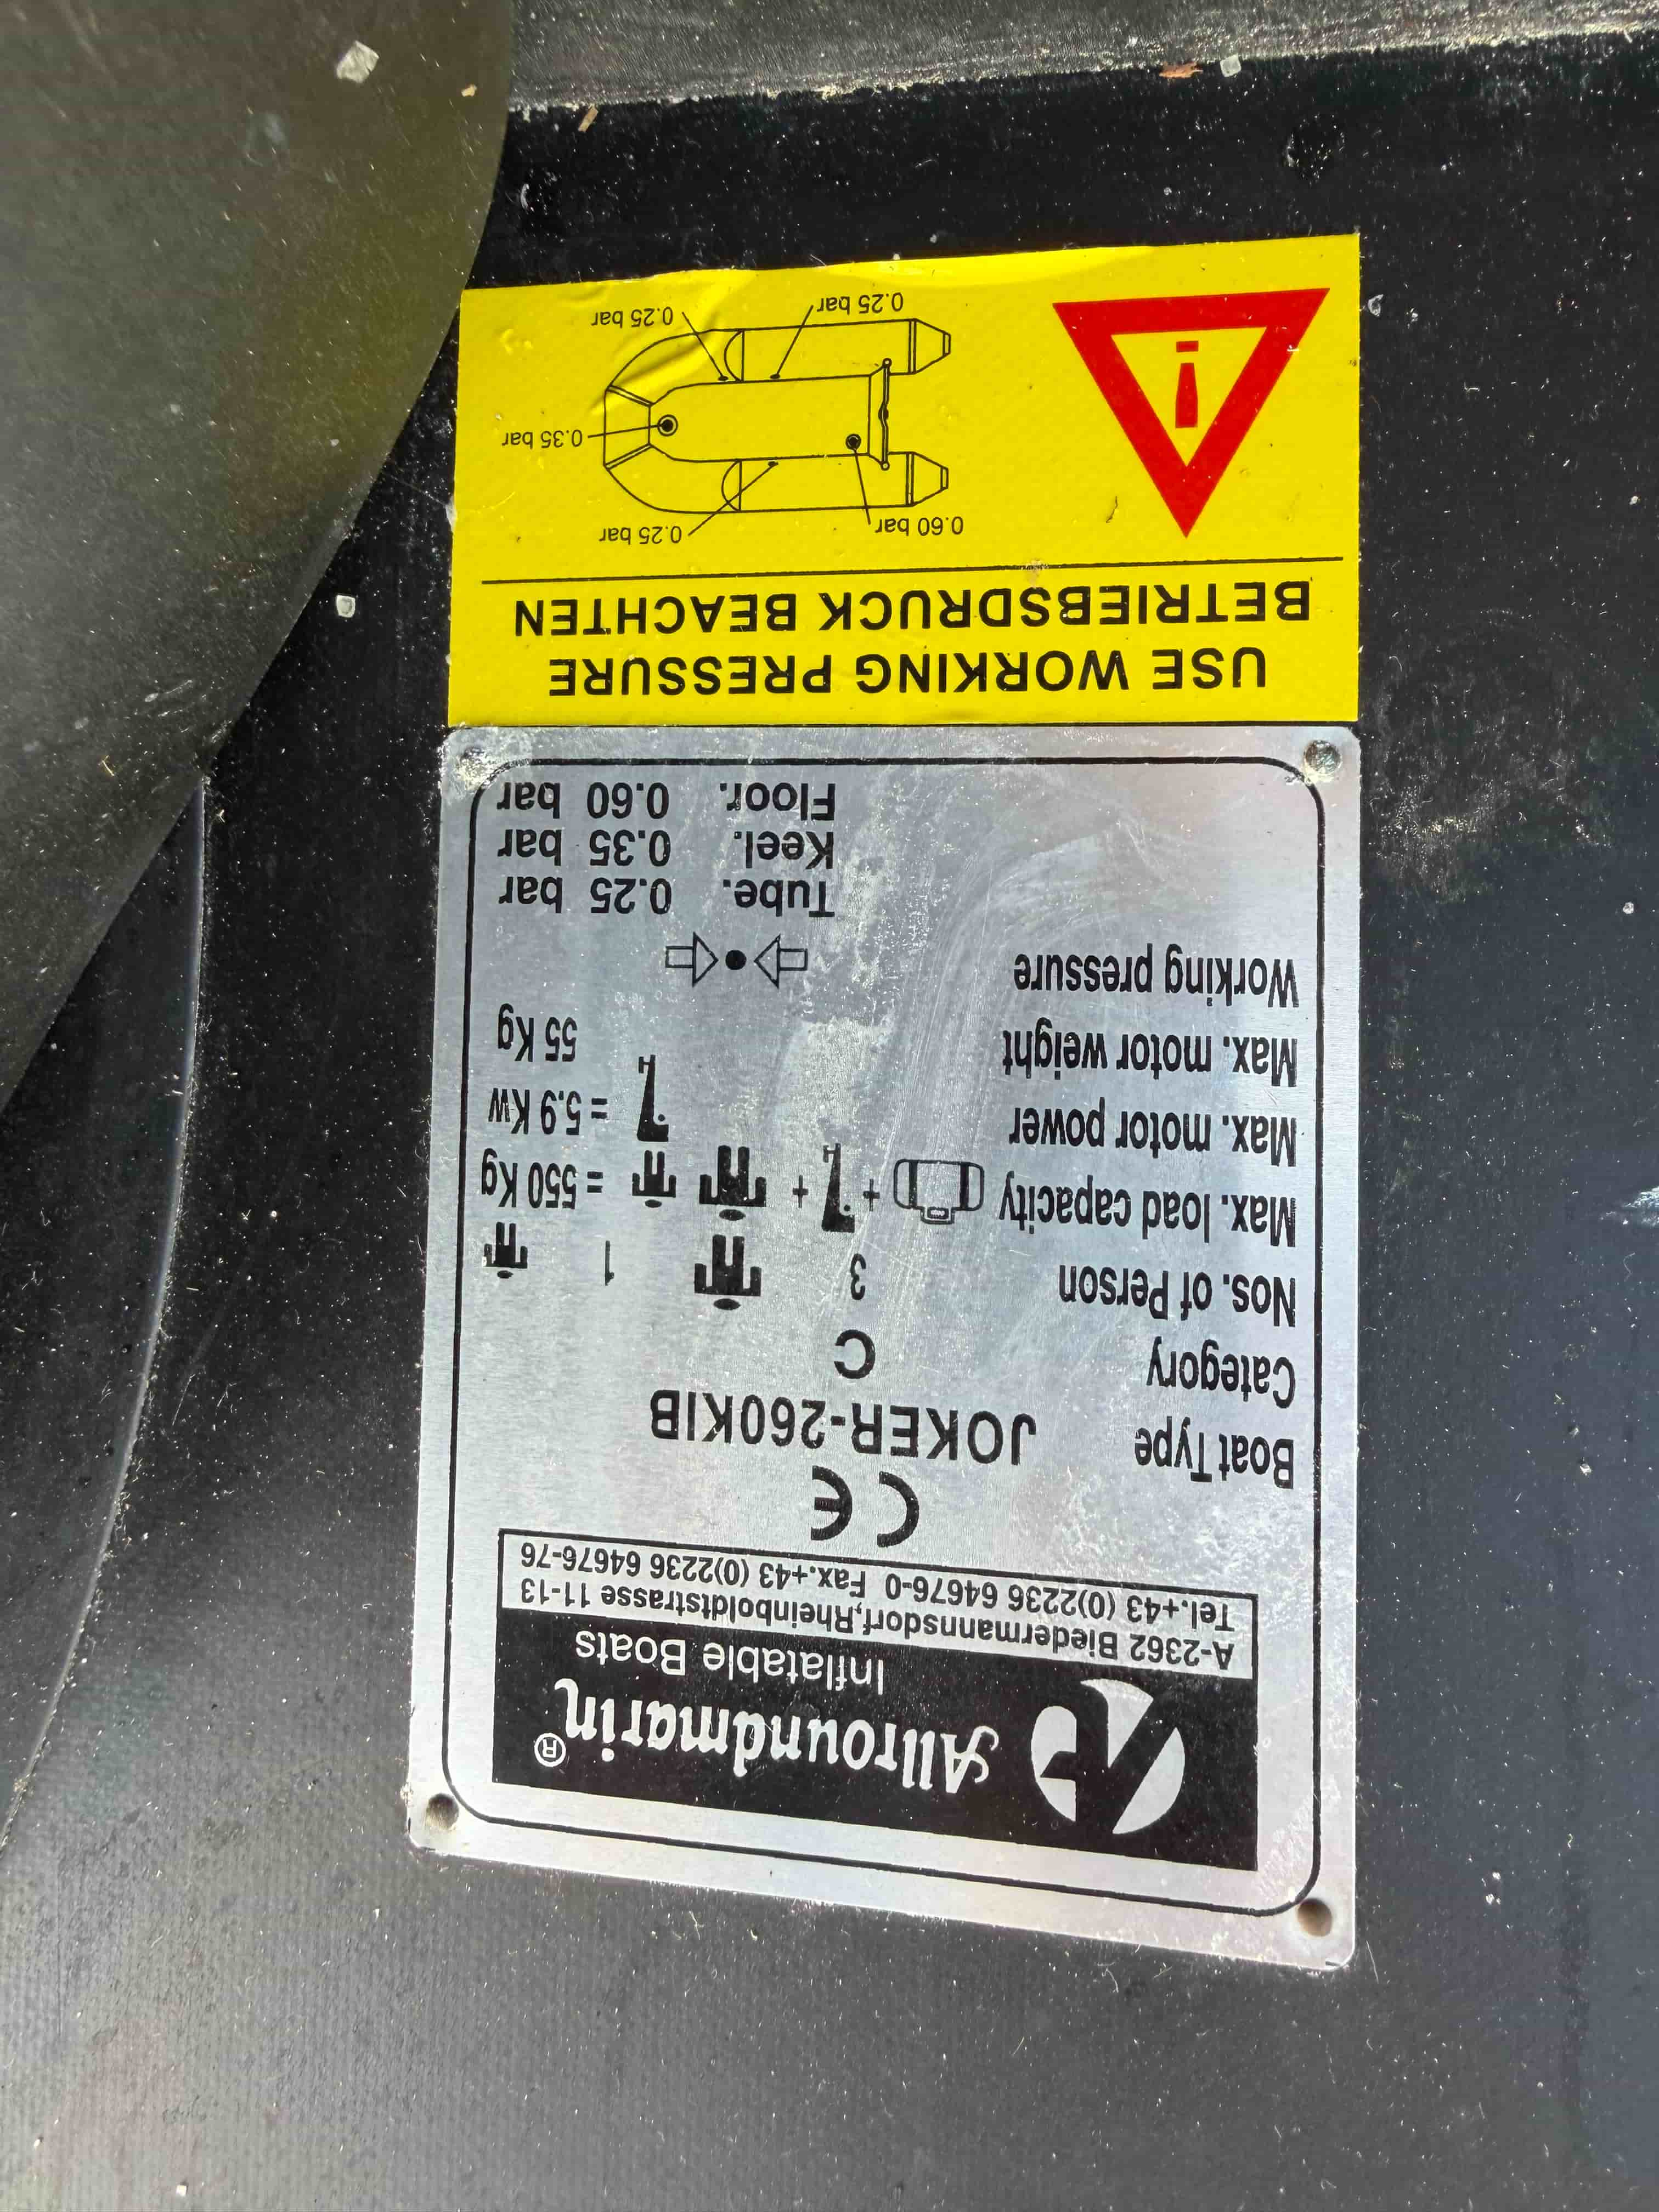 Allroundmarin®
Inflatable Boats
A-2362 Biedermannsdorf,Rheinboldtstrasse 11-13
Tel.+43 (0)2236 64676-0 Fax.+43 (0)2236 64676-76
CE
Boat Type JOKER-260KIB
Category C
Nos. of Person 3 1
Max. load capacity + + = 550 Kg
Max. motor power = 5.9 Kw
Max. motor weight 55 Kg
Working pressure
Tube. 0.25 bar
Keel. 0.35 bar
Floor. 0.60 bar
USE WORKING PRESSURE
BETRIEBSDRUCK BEACHTEN
0.60 bar 0.25 bar
0.35 bar
0.25 bar 0.25 bar